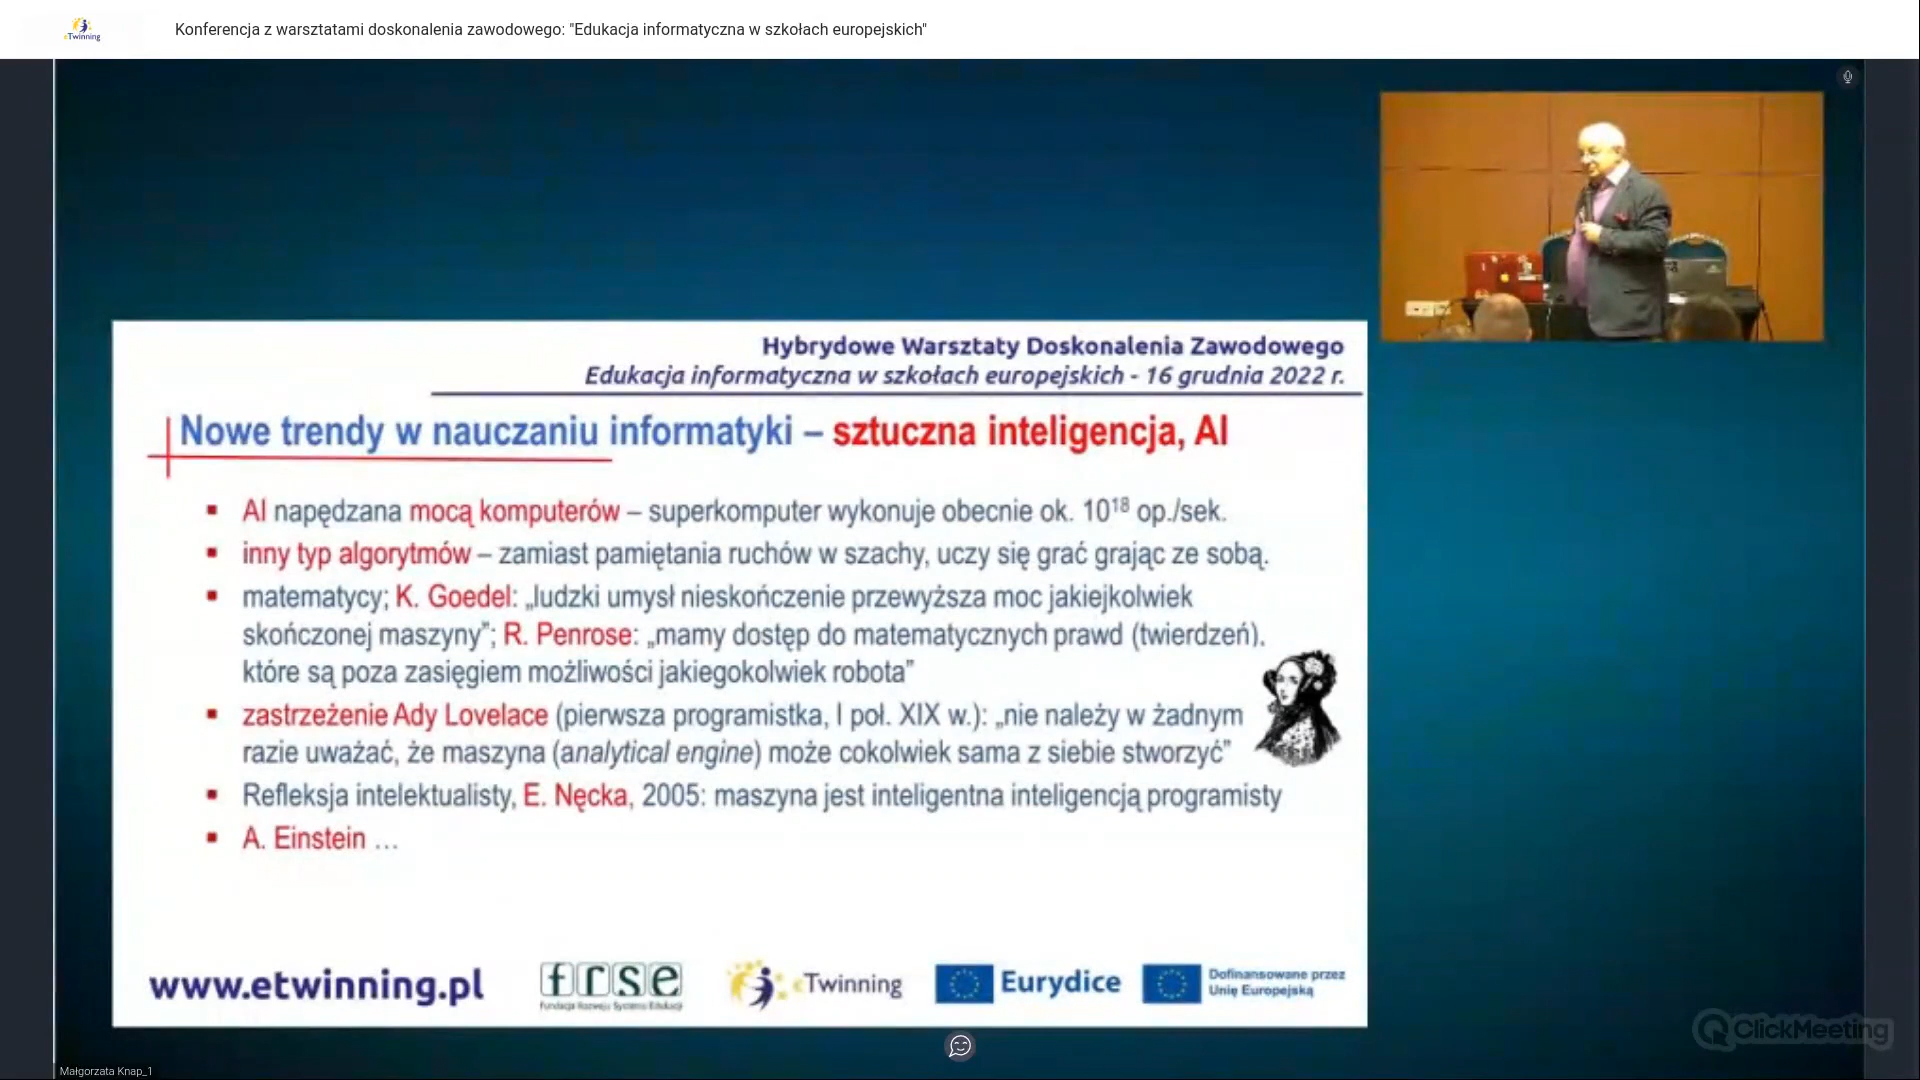 eTwinning
Konferencja z warsztatami doskonalenia zawodowego: "Edukacja informatyczna w szkołach europejskich"
Hybrydowe Warsztaty Doskonalenia Zawodowego
Edukacja informatyczna w szkołach europejskich - 16 grudnia 2022 r.
Nowe trendy w nauczaniu informatyki – sztuczna inteligencja, AI
▪ AI napędzana mocą komputerów – superkomputer wykonuje obecnie ok. 10¹⁸ op./sek.
▪ inny typ algorytmów – zamiast pamiętania ruchów w szachy, uczy się grać grając ze sobą.
▪ matematycy; K. Goedel: „ludzki umysł nieskończenie przewyższa moc jakiejkolwiek
skończonej maszyny”; R. Penrose: „mamy dostęp do matematycznych prawd (twierdzeń),
które są poza zasięgiem możliwości jakiegokolwiek robota”
▪ zastrzeżenie Ady Lovelace (pierwsza programistka, I poł. XIX w.): „nie należy w żadnym
razie uważać, że maszyna (analytical engine) może cokolwiek sama z siebie stworzyć”
▪ Refleksja intelektualisty, E. Nęcka, 2005: maszyna jest inteligentna inteligencją programisty
▪ A. Einstein …
www.etwinning.pl
frse
Fundacja Rozwoju Systemu Edukacji
eTwinning
Eurydice
Dofinansowane przez
Unię Europejską
ClickMeeting
Małgorzata Knap_1